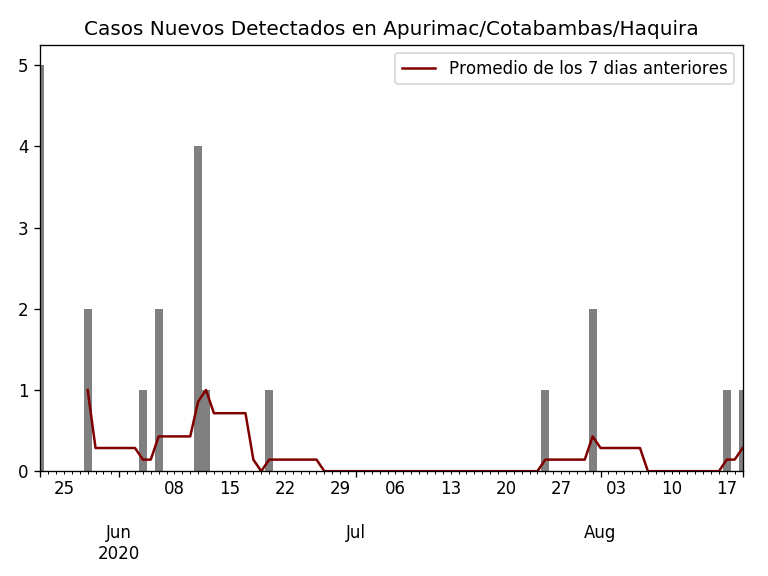 Casos Nuevos Detectados en Apurimac/Cotabambas/Haquira
Promedio de los 7 dias anteriores
5
4
3
2
1
0
25 08 15 22 29 06 13 20 27 03 10 17
Jun Jul Aug
2020